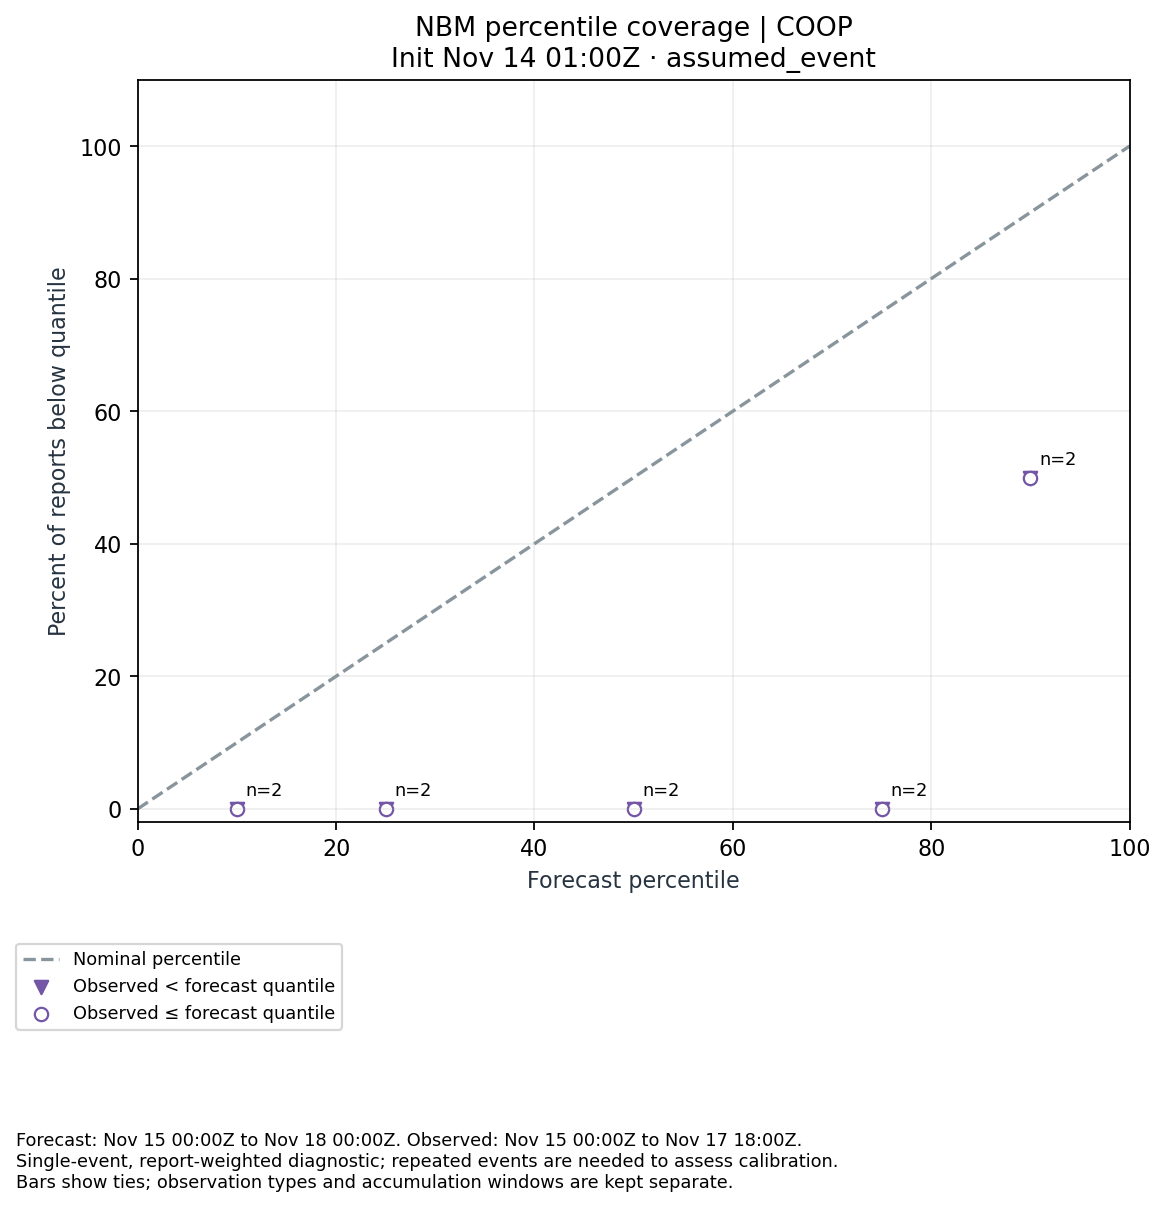 NBM percentile coverage | COOP
Init Nov 14 01:00Z · assumed_event
Percent of reports below quantile
100
80
60
40
20
0
n=2
n=2
n=2
n=2
n=2
0
20
40
60
80
100
Forecast percentile
Nominal percentile
Observed < forecast quantile
Observed ≤ forecast quantile
Forecast: Nov 15 00:00Z to Nov 18 00:00Z. Observed: Nov 15 00:00Z to Nov 17 18:00Z.
Single-event, report-weighted diagnostic; repeated events are needed to assess calibration.
Bars show ties; observation types and accumulation windows are kept separate.